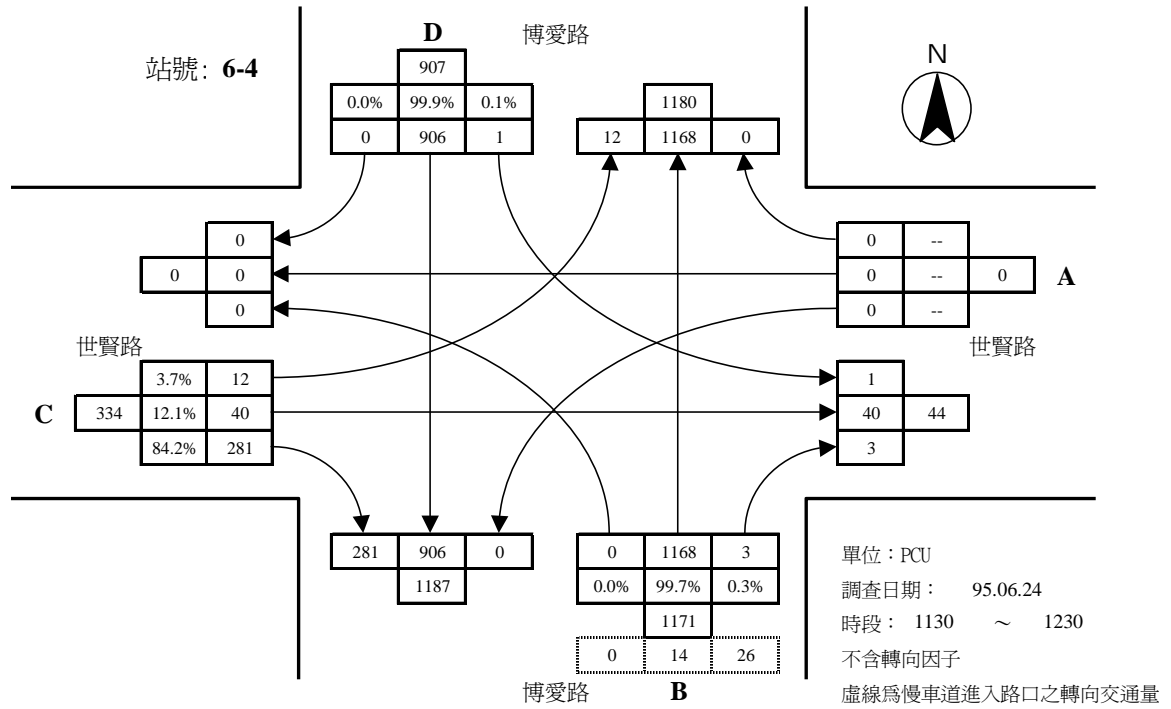 D 博愛路
站號: 6-4
907
0.0% 99.9% 0.1%
0 906 1
1180
12 1168 0
N
0
0 0
0
0 --
0 -- 0
0 --
A
世賢路
世賢路
3.7% 12
C 334 12.1% 40
84.2% 281
1
40 44
3
281 906 0
1187
0 1168 3
0.0% 99.7% 0.3%
1171
0 14 26
博愛路 B
單位：PCU
調查日期： 95.06.24
時段： 1130 ～ 1230
不含轉向因子
虛線爲慢車道進入路口之轉向交通量